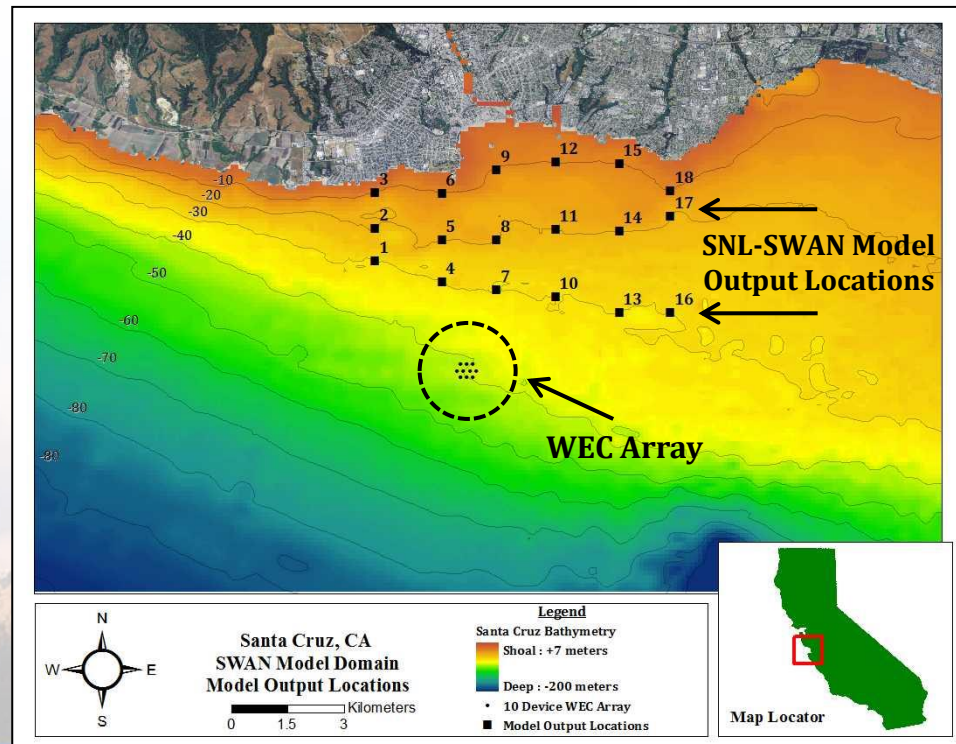 9
12
15
3
6
18
17
2
5
8
11
14
1
4
7
10
13
16
-10
-20
-30
-40
-50
-60
-70
-80
-80
SNL-SWAN Model
Output Locations
WEC Array
N
W
E
S
Santa Cruz, CA
SWAN Model Domain
Model Output Locations
0 1.5 3 Kilometers
Legend
Santa Cruz Bathymetry
Shoal : +7 meters
Deep : -200 meters
10 Device WEC Array
Model Output Locations
Map Locator